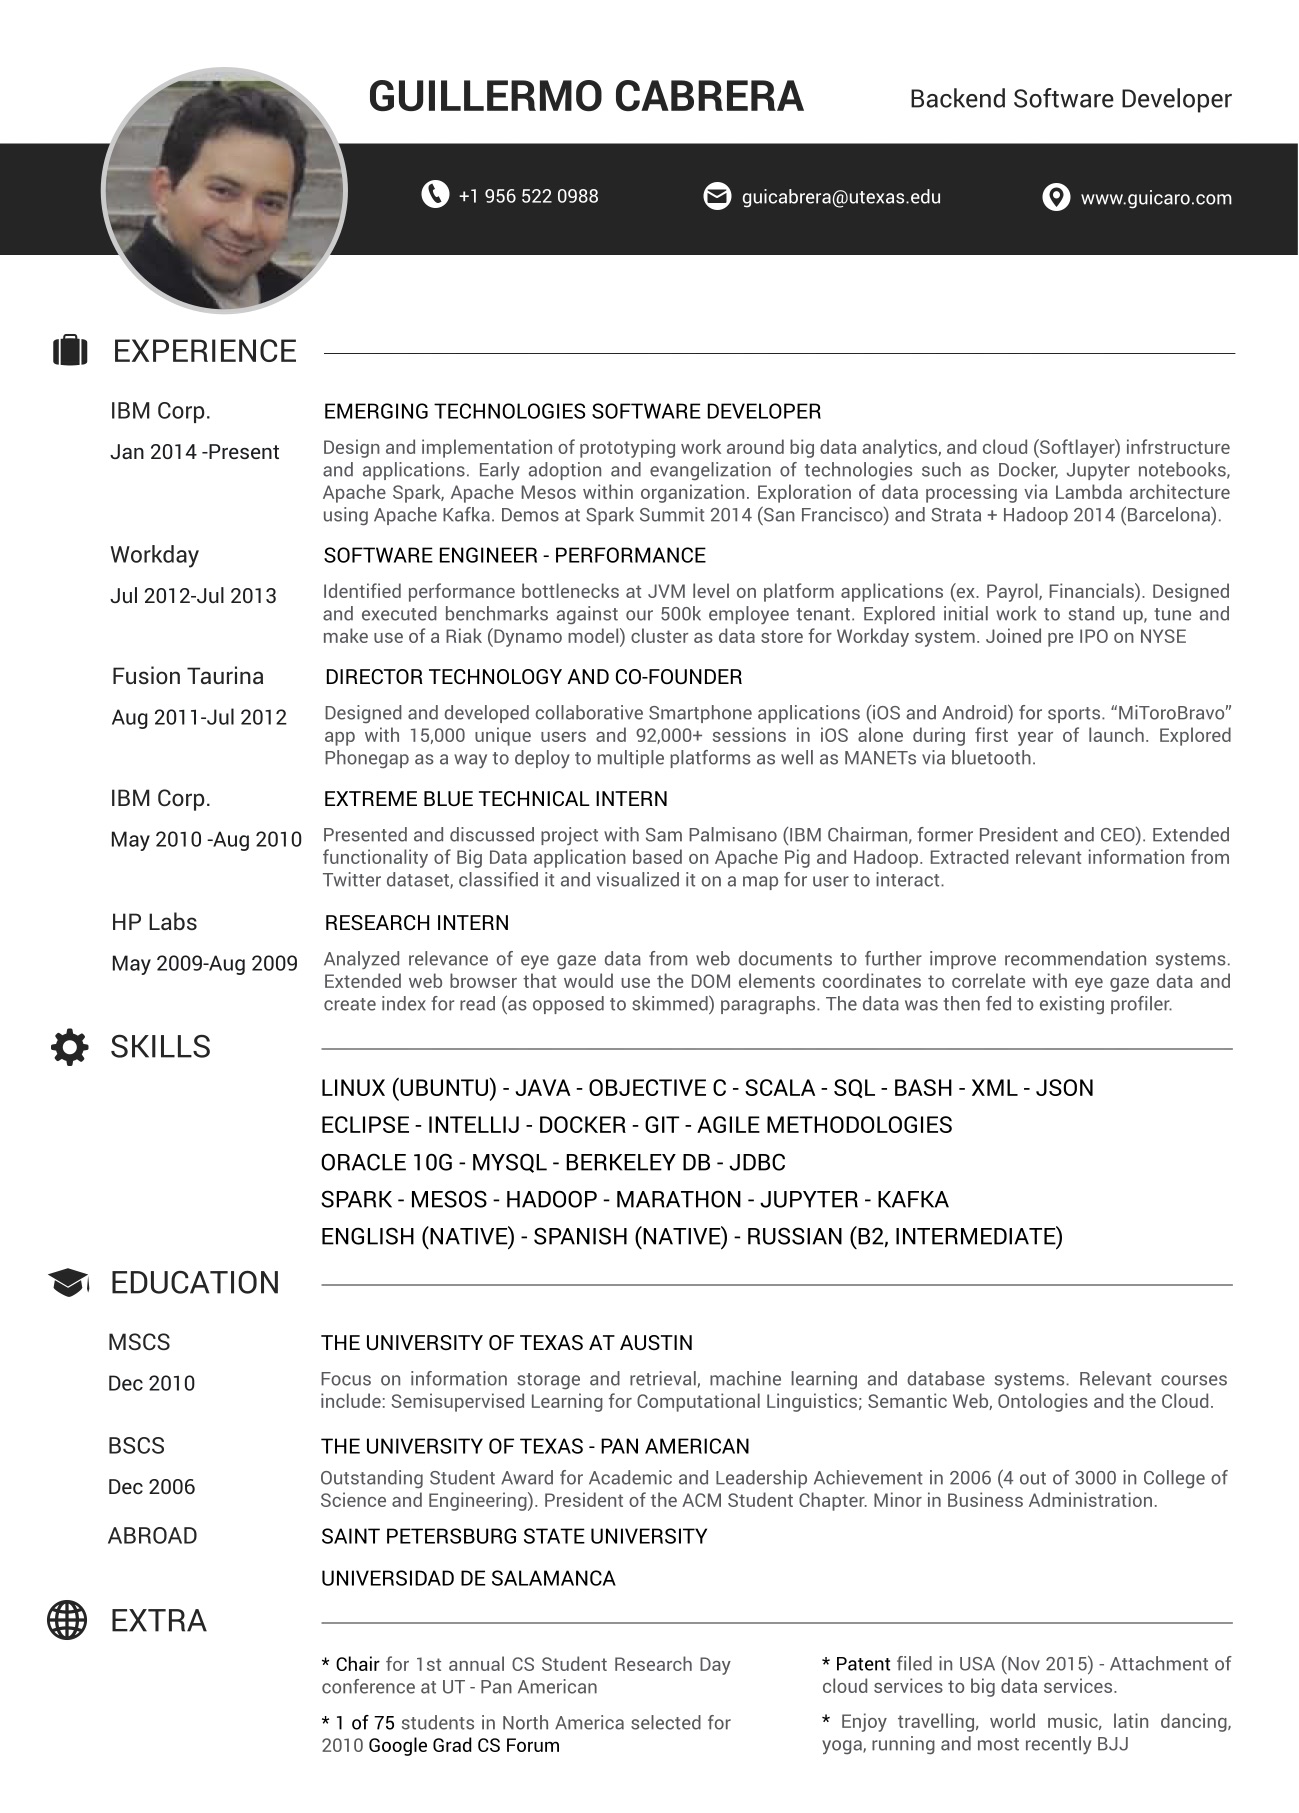 GUILLERMO CABRERA
Backend Software Developer
+1 956 522 0988
guicabrera@utexas.edu
www.guicaro.com
EXPERIENCE
IBM Corp.
Jan 2014 -Present
EMERGING TECHNOLOGIES SOFTWARE DEVELOPER
Design and implementation of prototyping work around big data analytics, and cloud (Softlayer) infrstructure
and applications. Early adoption and evangelization of technologies such as Docker, Jupyter notebooks,
Apache Spark, Apache Mesos within organization. Exploration of data processing via Lambda architecture
using Apache Kafka. Demos at Spark Summit 2014 (San Francisco) and Strata + Hadoop 2014 (Barcelona).
Workday
Jul 2012-Jul 2013
SOFTWARE ENGINEER - PERFORMANCE
Identified performance bottlenecks at JVM level on platform applications (ex. Payrol, Financials). Designed
and executed benchmarks against our 500k employee tenant. Explored initial work to stand up, tune and
make use of a Riak (Dynamo model) cluster as data store for Workday system. Joined pre IPO on NYSE
Fusion Taurina
Aug 2011-Jul 2012
DIRECTOR TECHNOLOGY AND CO-FOUNDER
Designed and developed collaborative Smartphone applications (iOS and Android) for sports. “MiToroBravo”
app with 15,000 unique users and 92,000+ sessions in iOS alone during first year of launch. Explored
Phonegap as a way to deploy to multiple platforms as well as MANETs via bluetooth.
IBM Corp.
May 2010 -Aug 2010
EXTREME BLUE TECHNICAL INTERN
Presented and discussed project with Sam Palmisano (IBM Chairman, former President and CEO). Extended
functionality of Big Data application based on Apache Pig and Hadoop. Extracted relevant information from
Twitter dataset, classified it and visualized it on a map for user to interact.
HP Labs
May 2009-Aug 2009
RESEARCH INTERN
Analyzed relevance of eye gaze data from web documents to further improve recommendation systems.
Extended web browser that would use the DOM elements coordinates to correlate with eye gaze data and
create index for read (as opposed to skimmed) paragraphs. The data was then fed to existing profiler.
SKILLS
LINUX (UBUNTU) - JAVA - OBJECTIVE C - SCALA - SQL - BASH - XML - JSON
ECLIPSE - INTELLIJ - DOCKER - GIT - AGILE METHODOLOGIES
ORACLE 10G - MYSQL - BERKELEY DB - JDBC
SPARK - MESOS - HADOOP - MARATHON - JUPYTER - KAFKA
ENGLISH (NATIVE) - SPANISH (NATIVE) - RUSSIAN (B2, INTERMEDIATE)
EDUCATION
MSCS
Dec 2010
THE UNIVERSITY OF TEXAS AT AUSTIN
Focus on information storage and retrieval, machine learning and database systems. Relevant courses
include: Semisupervised Learning for Computational Linguistics; Semantic Web, Ontologies and the Cloud.
BSCS
Dec 2006
THE UNIVERSITY OF TEXAS - PAN AMERICAN
Outstanding Student Award for Academic and Leadership Achievement in 2006 (4 out of 3000 in College of
Science and Engineering). President of the ACM Student Chapter. Minor in Business Administration.
ABROAD
SAINT PETERSBURG STATE UNIVERSITY
UNIVERSIDAD DE SALAMANCA
EXTRA
* Chair for 1st annual CS Student Research Day
conference at UT - Pan American
* 1 of 75 students in North America selected for
2010 Google Grad CS Forum
* Patent filed in USA (Nov 2015) - Attachment of
cloud services to big data services.
* Enjoy travelling, world music, latin dancing,
yoga, running and most recently BJJ